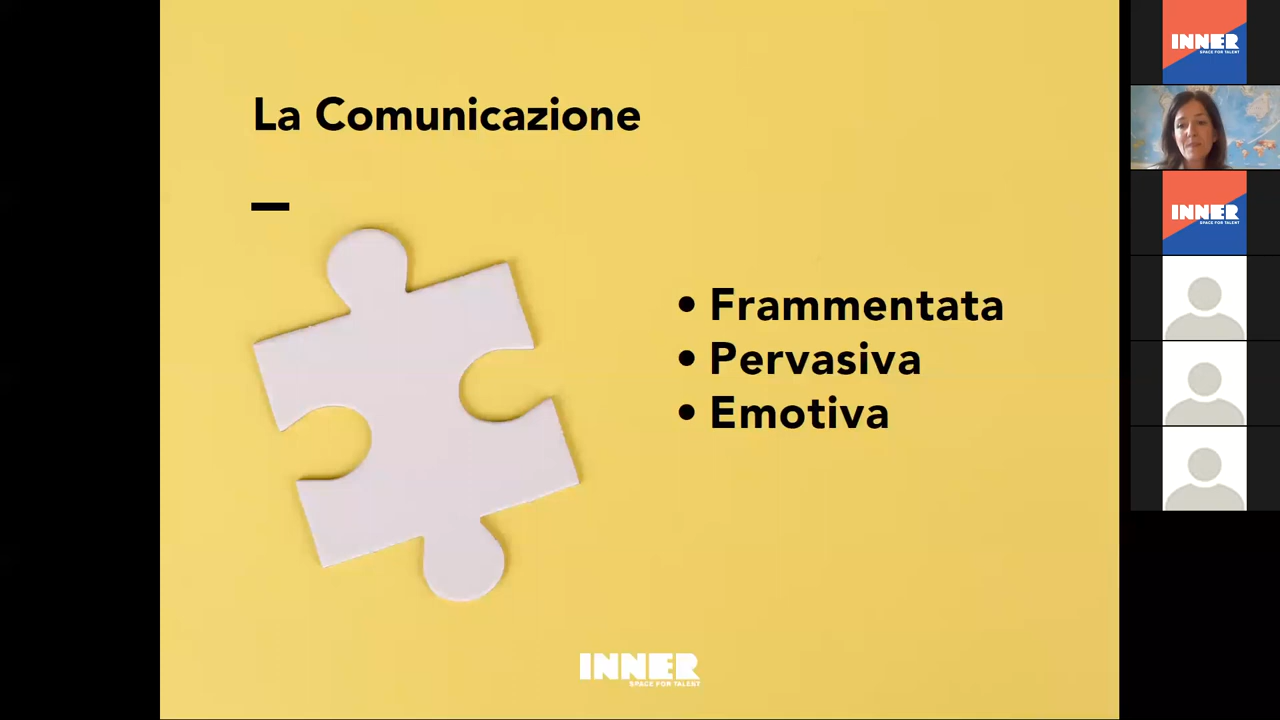 La Comunicazione
• Frammentata
• Pervasiva
• Emotiva
INNER
SPACE FOR TALENT
INNER
SPACE FOR TALENT
INNER
SPACE FOR TALENT